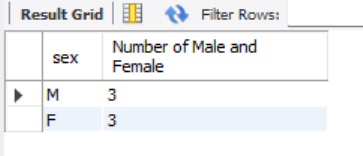 Result Grid Filter Rows:
sex Number of Male and
Female
M 3
F 3